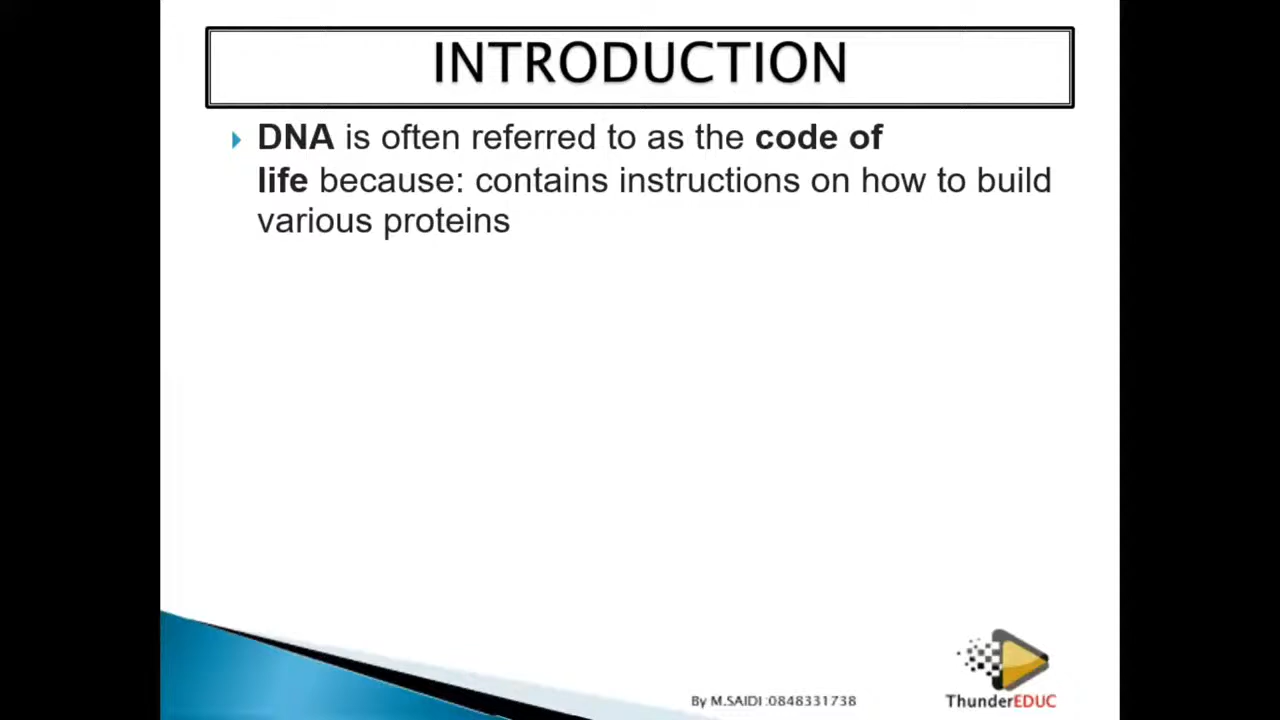 INTRODUCTION
DNA is often referred to as the code of
life because: contains instructions on how to build
various proteins
By M.SAIDI :0848331738
ThunderEDUC